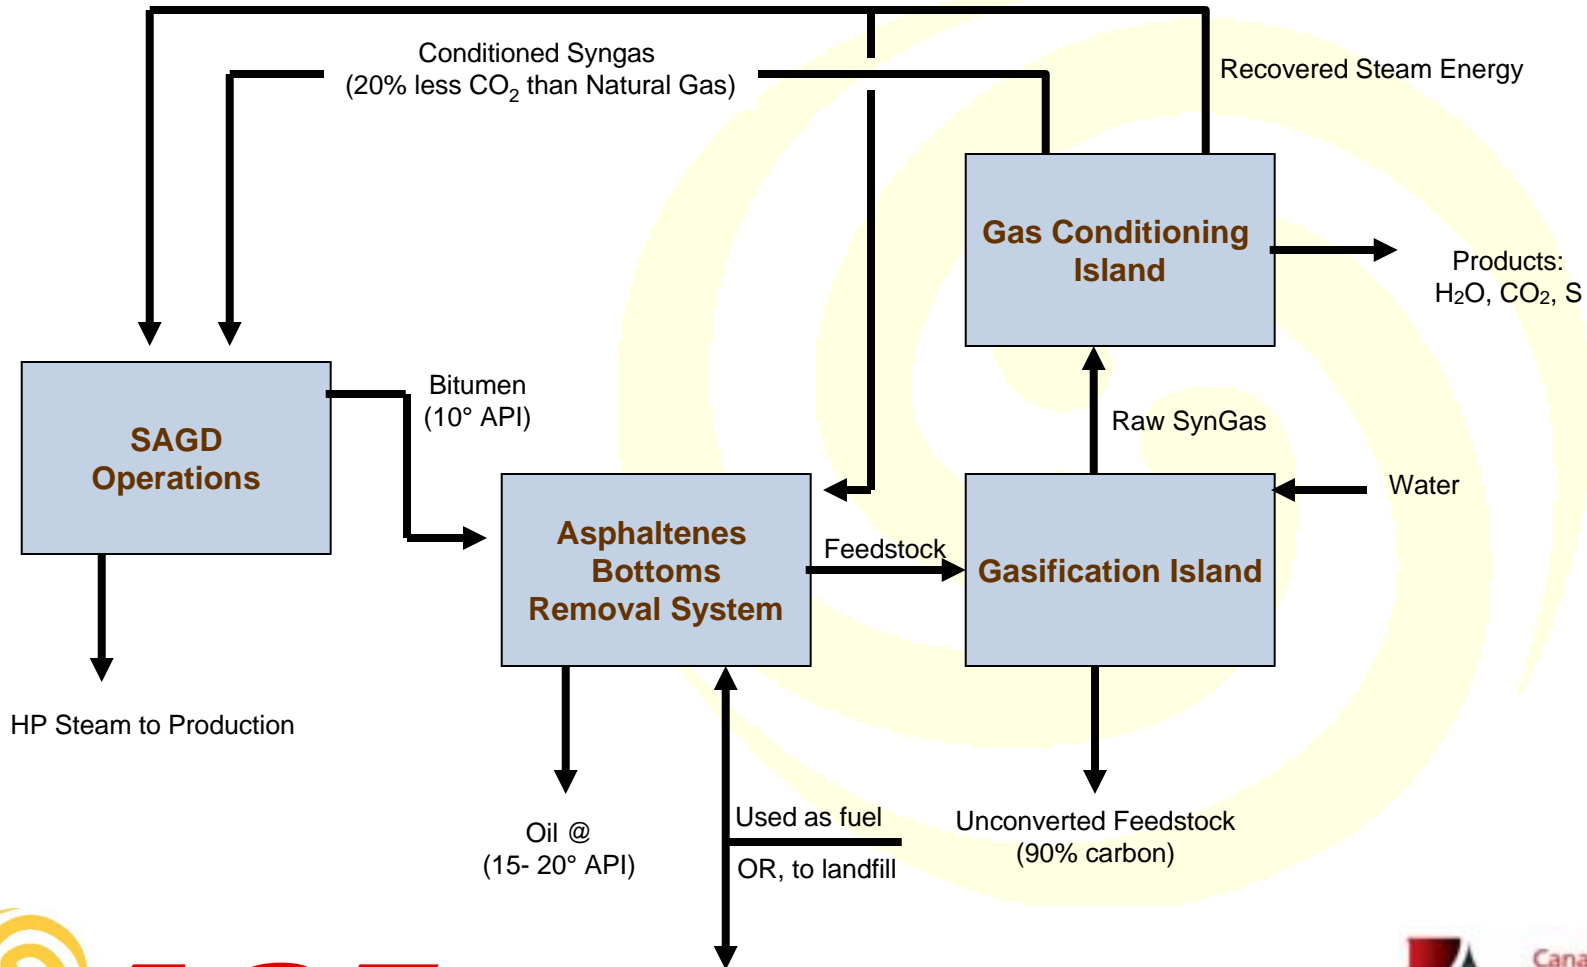 Conditioned Syngas
(20% less CO₂ than Natural Gas)
Recovered Steam Energy
Gas Conditioning
Island
Products:
H₂O, CO₂, S
SAGD
Operations
Bitumen
(10° API)
Raw SynGas
Water
Asphaltenes
Bottoms
Removal System
Feedstock
Gasification Island
HP Steam to Production
Oil @
(15- 20° API)
Used as fuel
OR, to landfill
Unconverted Feedstock
(90% carbon)